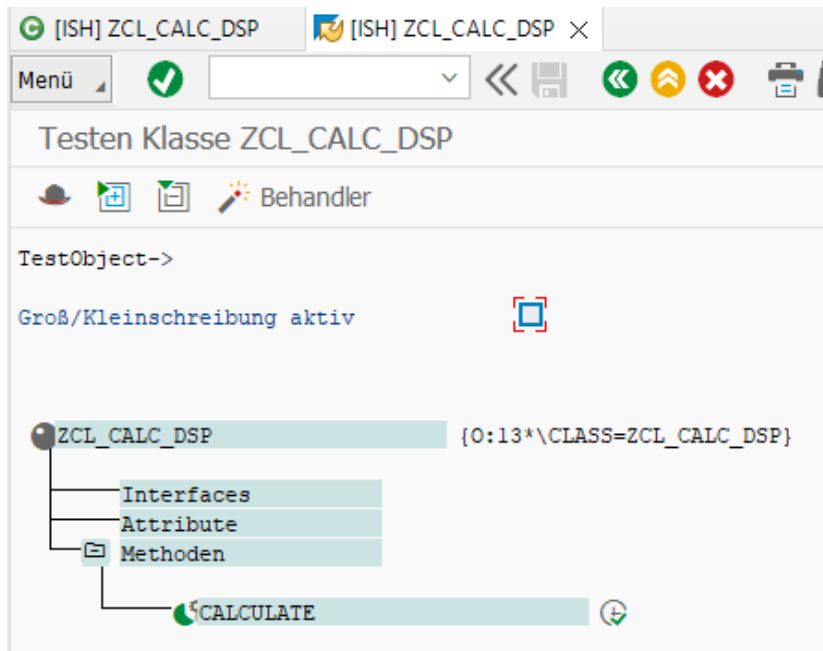 [ISH] ZCL_CALC_DSP [ISH] ZCL_CALC_DSP
Menü
Testen Klasse ZCL_CALC_DSP
Behandler
TestObject->
Groß/Kleinschreibung aktiv
ZCL_CALC_DSP {O:13*\CLASS=ZCL_CALC_DSP}
Interfaces
Attribute
Methoden
CALCULATE